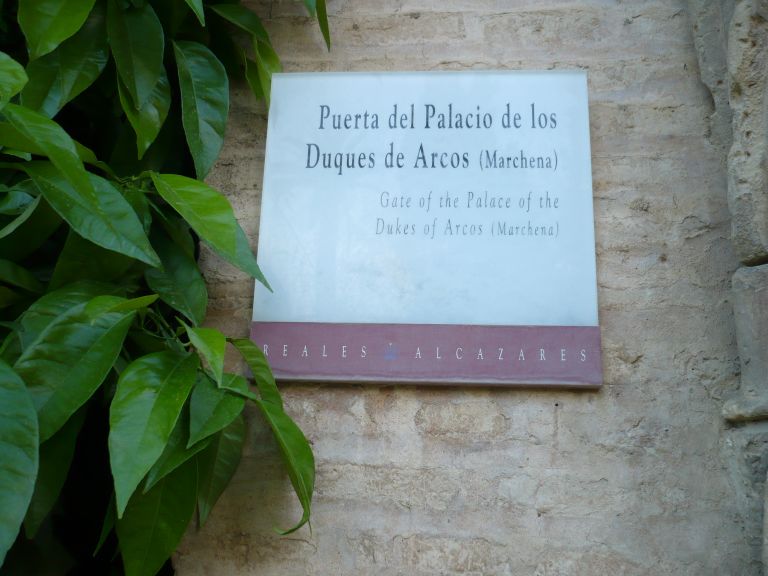 Puerta del Palacio de los
Duques de Arcos (Marchena)
Gate of the Palace of the
Dukes of Arcos (Marchena)
REALES ALCAZARES